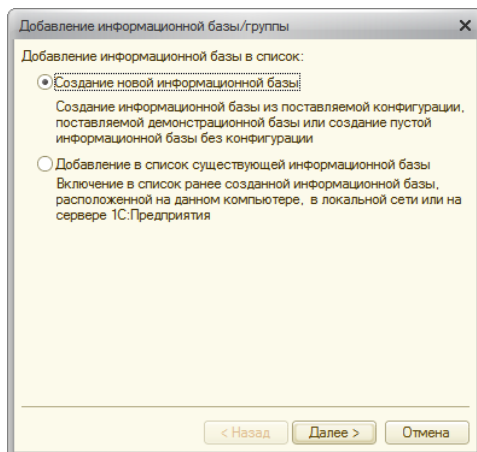 Добавление информационной базы/группы
Добавление информационной базы в список:
Создание новой информационной базы
Создание информационной базы из поставляемой конфигурации,
поставляемой демонстрационной базы или создание пустой
информационной базы без конфигурации
Добавление в список существующей информационной базы
Включение в список ранее созданной информационной базы,
расположенной на данном компьютере, в локальной сети или на
сервере 1С:Предприятия
< Назад Далее > Отмена